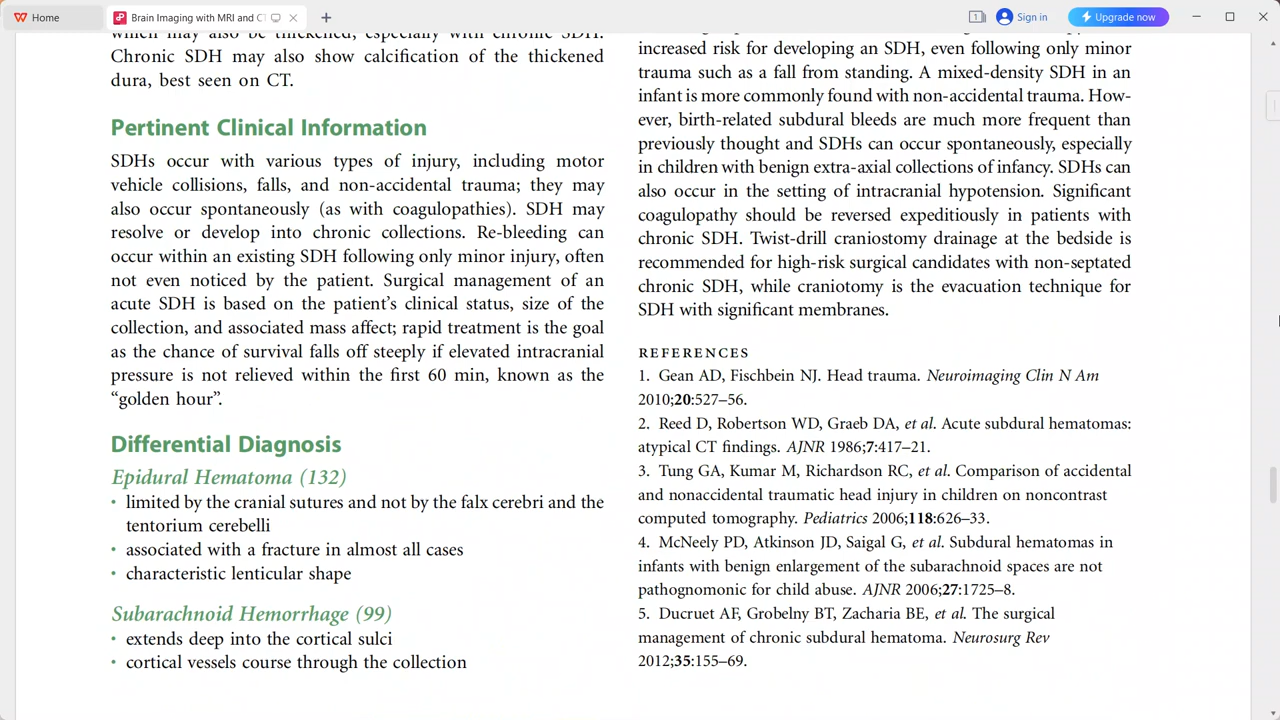 Home
Brain Imaging with MRI and CT
Sign in
Upgrade now
which may also be thickened, especially with chronic SDH.
Chronic SDH may also show calcification of the thickened
dura, best seen on CT.
Pertinent Clinical Information
SDHs occur with various types of injury, including motor
vehicle collisions, falls, and non-accidental trauma; they may
also occur spontaneously (as with coagulopathies). SDH may
resolve or develop into chronic collections. Re-bleeding can
occur within an existing SDH following only minor injury, often
not even noticed by the patient. Surgical management of an
acute SDH is based on the patient’s clinical status, size of the
collection, and associated mass affect; rapid treatment is the goal
as the chance of survival falls off steeply if elevated intracranial
pressure is not relieved within the first 60 min, known as the
“golden hour”.
Differential Diagnosis
Epidural Hematoma (132)
• limited by the cranial sutures and not by the falx cerebri and the
tentorium cerebelli
• associated with a fracture in almost all cases
• characteristic lenticular shape
Subarachnoid Hemorrhage (99)
• extends deep into the cortical sulci
• cortical vessels course through the collection
increased risk for developing an SDH, even following only minor
trauma such as a fall from standing. A mixed-density SDH in an
infant is more commonly found with non-accidental trauma. How-
ever, birth-related subdural bleeds are much more frequent than
previously thought and SDHs can occur spontaneously, especially
in children with benign extra-axial collections of infancy. SDHs can
also occur in the setting of intracranial hypotension. Significant
coagulopathy should be reversed expeditiously in patients with
chronic SDH. Twist-drill craniostomy drainage at the bedside is
recommended for high-risk surgical candidates with non-septated
chronic SDH, while craniotomy is the evacuation technique for
SDH with significant membranes.
REFERENCES
1. Gean AD, Fischbein NJ. Head trauma. Neuroimaging Clin N Am
2010;20:527–56.
2. Reed D, Robertson WD, Graeb DA, et al. Acute subdural hematomas:
atypical CT findings. AJNR 1986;7:417–21.
3. Tung GA, Kumar M, Richardson RC, et al. Comparison of accidental
and nonaccidental traumatic head injury in children on noncontrast
computed tomography. Pediatrics 2006;118:626–33.
4. McNeely PD, Atkinson JD, Saigal G, et al. Subdural hematomas in
infants with benign enlargement of the subarachnoid spaces are not
pathognomonic for child abuse. AJNR 2006;27:1725–8.
5. Ducruet AF, Grobelny BT, Zacharia BE, et al. The surgical
management of chronic subdural hematoma. Neurosurg Rev
2012;35:155–69.